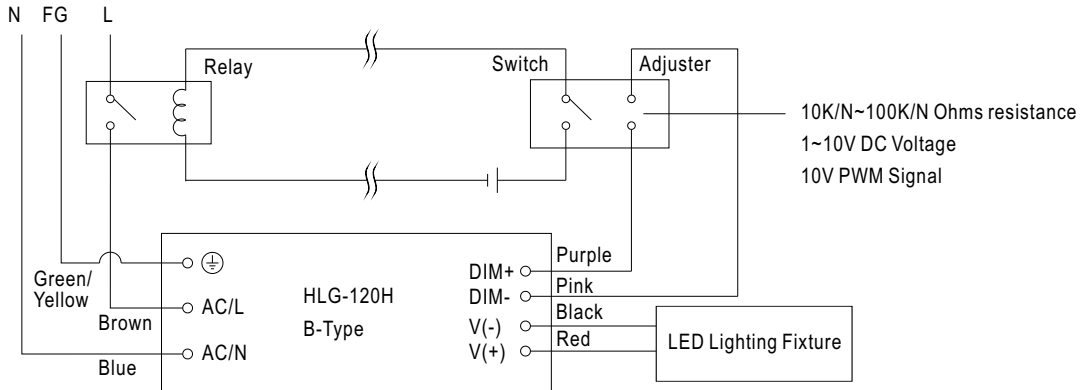 N FG L
Relay
Switch
Adjuster
10K/N~100K/N Ohms resistance
1~10V DC Voltage
10V PWM Signal
Green/
Yellow
Brown
Blue
AC/L
AC/N
HLG-120H
B-Type
DIM+
DIM-
V(-)
V(+)
Purple
Pink
Black
Red
LED Lighting Fixture